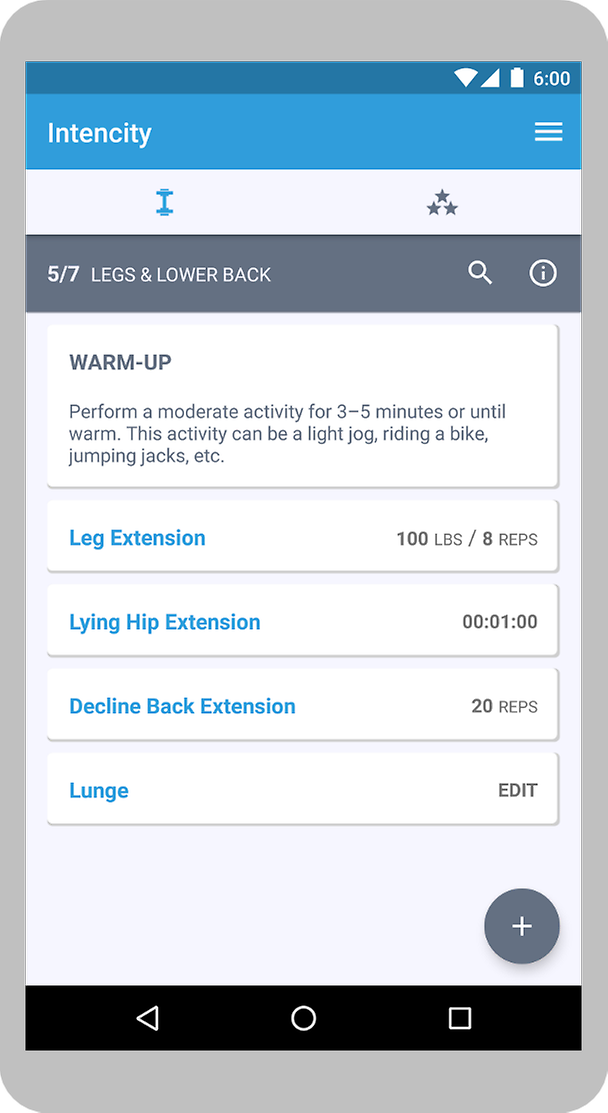 6:00
Intencity
5/7 LEGS & LOWER BACK
WARM-UP
Perform a moderate activity for 3–5 minutes or until
warm. This activity can be a light jog, riding a bike,
jumping jacks, etc.
Leg Extension 100 LBS / 8 REPS
Lying Hip Extension 00:01:00
Decline Back Extension 20 REPS
Lunge EDIT